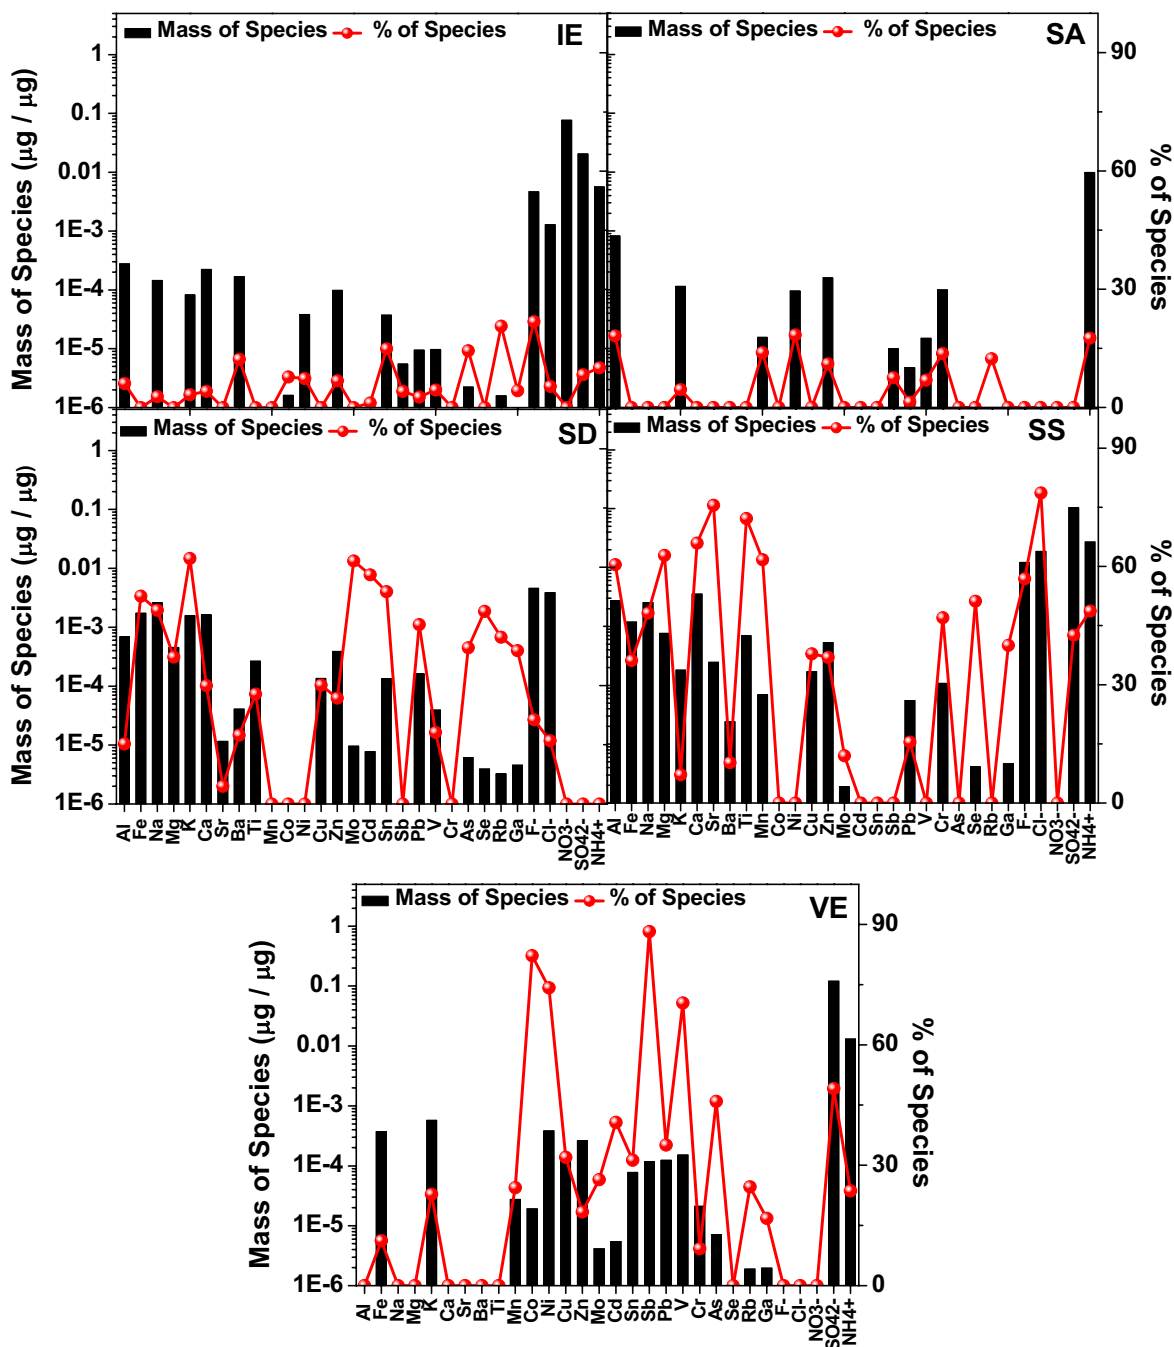 Mass of Species % of Species IE
Mass of Species % of Species SA
1
0.1
0.01
1E-3
1E-4
1E-5
1E-6
Mass of Species (μg / μg)
90
60
30
0
% of Species
Mass of Species % of Species SD
Mass of Species % of Species SS
1
0.1
0.01
1E-3
1E-4
1E-5
1E-6
Mass of Species (μg / μg)
90
60
30
0
% of Species
Al Fe Na Mg K Ca Sr Ba Ti Mn Co Ni Cu Zn Mo Cd Sn Sb Pb V Cr As Se Rb Ga F- Cl- NO3- SO42- NH4+
Al Fe Na Mg K Ca Sr Ba Ti Mn Co Ni Cu Zn Mo Cd Sn Sb Pb V Cr As Se Rb Ga F- Cl- NO3- SO42- NH4+
Mass of Species % of Species VE
1
0.1
0.01
1E-3
1E-4
1E-5
1E-6
Mass of Species (μg / μg)
90
60
30
0
% of Species
Al Fe Na Mg K Ca Sr Ba Ti Mn Co Ni Cu Zn Mo Cd Sn Sb Pb V Cr As Se Rb Ga F- Cl- NO3- SO42- NH4+